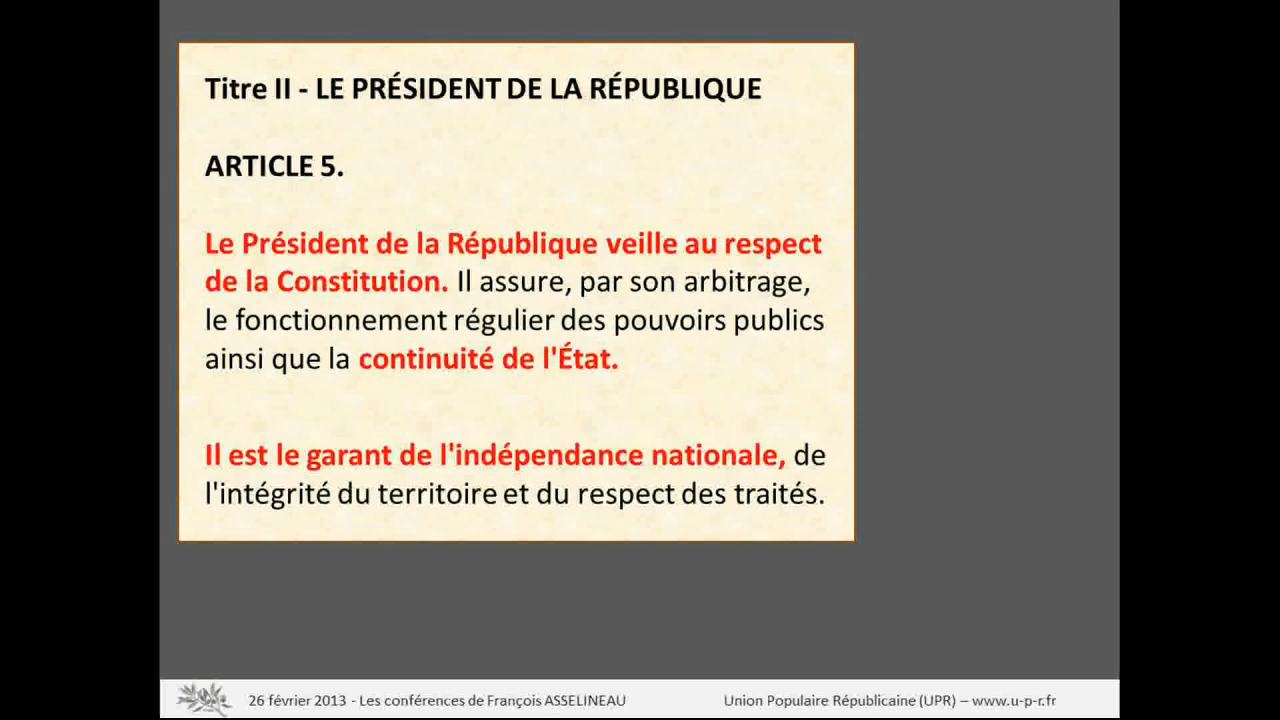 Titre II - LE PRÉSIDENT DE LA RÉPUBLIQUE
ARTICLE 5.
Le Président de la République veille au respect
de la Constitution. Il assure, par son arbitrage,
le fonctionnement régulier des pouvoirs publics
ainsi que la continuité de l'État.
Il est le garant de l'indépendance nationale, de
l'intégrité du territoire et du respect des traités.
26 février 2013 - Les conférences de François ASSELINEAU
Union Populaire Républicaine (UPR) – www.u-p-r.fr